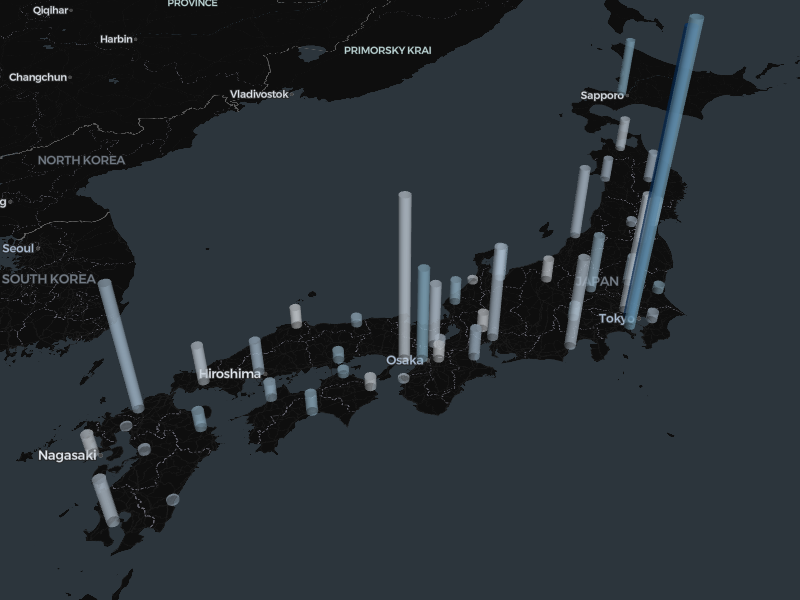 PROVINCE
Qiqihar
Harbin
PRIMORSKY KRAI
Changchun
Vladivostok
Sapporo
NORTH KOREA
g
Seoul
SOUTH KOREA
JAPAN
Tokyo
Osaka
Hiroshima
Nagasaki